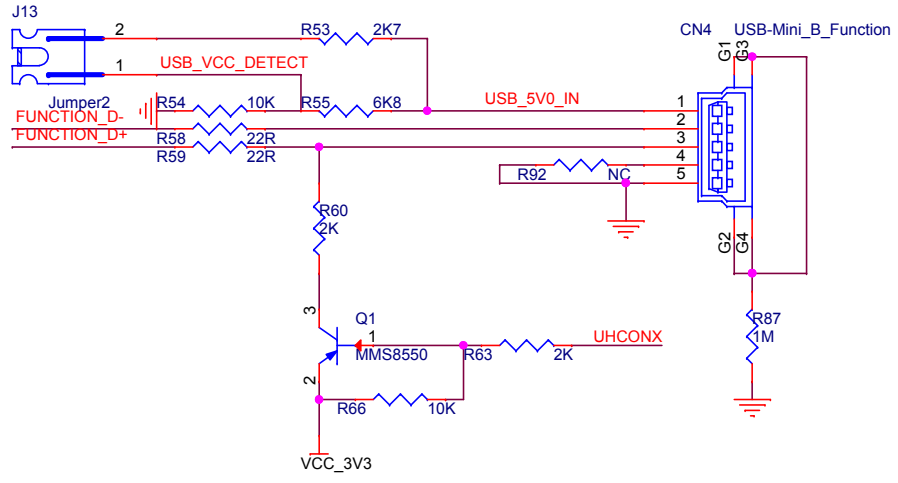 J13
CN4 USB-Mini_B_Function
2 R53 2K7
G1 G3
1 USB_VCC_DETECT
Jumper2 R54 10K R55 6K8 USB_5V0_IN 1
FUNCTION_D- 2
FUNCTION_D+ R58 22R 3
R59 22R
R92 NC 4
5
R60
2K
G2 G4
3 Q1
1 R63 2K UHCONX
MMS8550
R87
1M
2
R66 10K
VCC_3V3